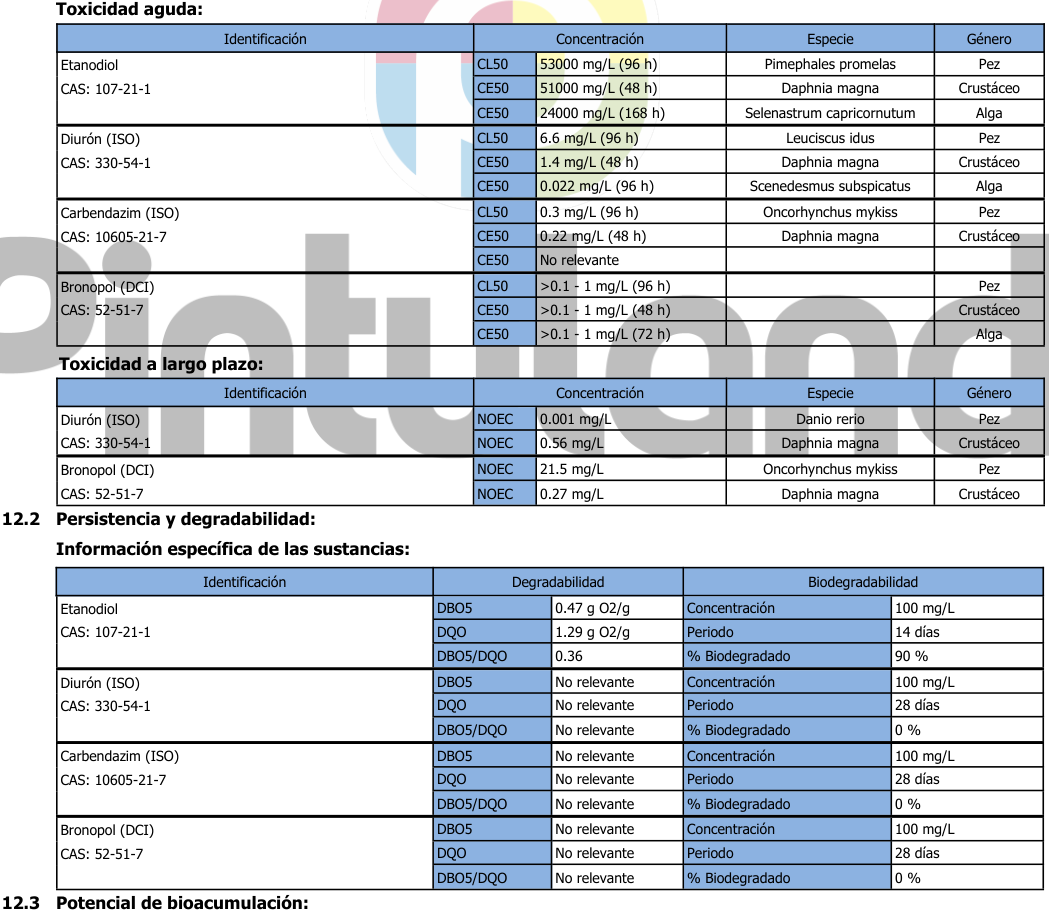 Toxicidad aguda:
Identificación Concentración Especie Género
Etanodiol CL50 53000 mg/L (96 h) Pimephales promelas Pez
CAS: 107-21-1 CE50 51000 mg/L (48 h) Daphnia magna Crustáceo
CE50 24000 mg/L (168 h) Selenastrum capricornutum Alga
Diurón (ISO) CL50 6.6 mg/L (96 h) Leuciscus idus Pez
CAS: 330-54-1 CE50 1.4 mg/L (48 h) Daphnia magna Crustáceo
CE50 0.022 mg/L (96 h) Scenedesmus subspicatus Alga
Carbendazim (ISO) CL50 0.3 mg/L (96 h) Oncorhynchus mykiss Pez
CAS: 10605-21-7 CE50 0.22 mg/L (48 h) Daphnia magna Crustáceo
CE50 No relevante
Bronopol (DCI) CL50 >0.1 - 1 mg/L (96 h) Pez
CAS: 52-51-7 CE50 >0.1 - 1 mg/L (48 h) Crustáceo
CE50 >0.1 - 1 mg/L (72 h) Alga
Pintuland
Toxicidad a largo plazo:
Identificación Concentración Especie Género
Diurón (ISO) NOEC 0.001 mg/L Danio rerio Pez
CAS: 330-54-1 NOEC 0.56 mg/L Daphnia magna Crustáceo
Bronopol (DCI) NOEC 21.5 mg/L Oncorhynchus mykiss Pez
CAS: 52-51-7 NOEC 0.27 mg/L Daphnia magna Crustáceo
12.2 Persistencia y degradabilidad:
Información específica de las sustancias:
Identificación Degradabilidad Biodegradabilidad
Etanodiol DBO5 0.47 g O2/g Concentración 100 mg/L
CAS: 107-21-1 DQO 1.29 g O2/g Periodo 14 días
DBO5/DQO 0.36 % Biodegradado 90 %
Diurón (ISO) DBO5 No relevante Concentración 100 mg/L
CAS: 330-54-1 DQO No relevante Periodo 28 días
DBO5/DQO No relevante % Biodegradado 0 %
Carbendazim (ISO) DBO5 No relevante Concentración 100 mg/L
CAS: 10605-21-7 DQO No relevante Periodo 28 días
DBO5/DQO No relevante % Biodegradado 0 %
Bronopol (DCI) DBO5 No relevante Concentración 100 mg/L
CAS: 52-51-7 DQO No relevante Periodo 28 días
DBO5/DQO No relevante % Biodegradado 0 %
12.3 Potencial de bioacumulación: